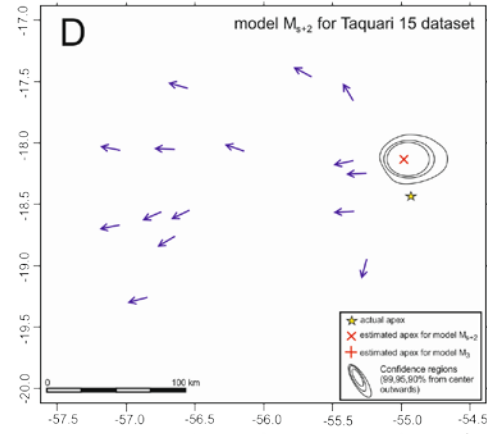 D
model Ms+2 for Taquari 15 dataset
-17.0
-17.5
-18.0
-18.5
-19.0
-19.5
-20.0
actual apex
estimated apex for model Ms+2
estimated apex for model M3
Confidence regions
(99,95,90% from center
outwards)
0
100 km
-57.5 -57.0 -56.5 -56.0 -55.5 -55.0 -54.5